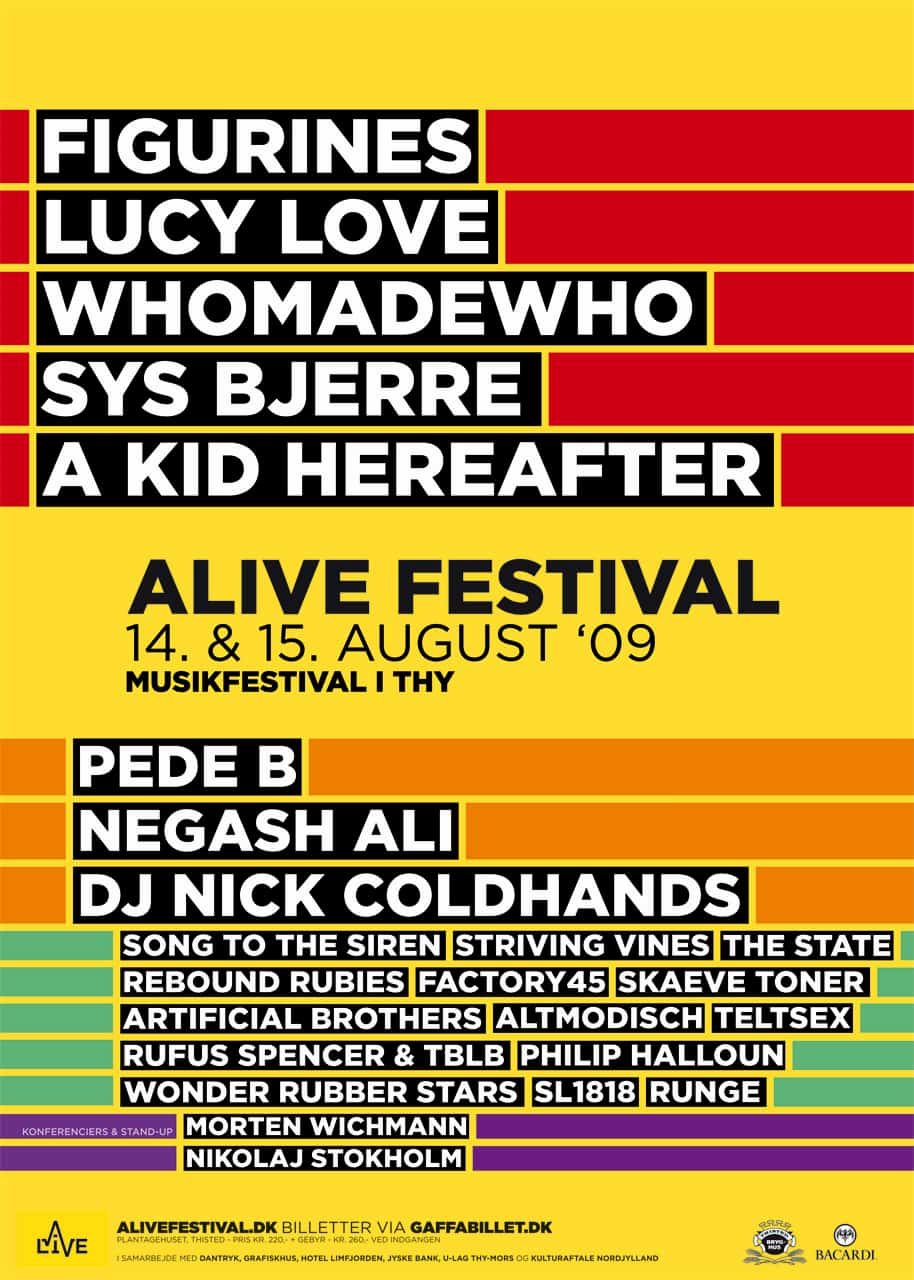 FIGURINES
LUCY LOVE
WHOMADEWHO
SYS BJERRE
A KID HEREAFTER
ALIVE FESTIVAL
14. & 15. AUGUST ‘09
MUSIKFESTIVAL I THY
PEDE B
NEGASH ALI
DJ NICK COLDHANDS
SONG TO THE SIREN STRIVING VINES THE STATE
REBOUND RUBIES FACTORY45 SKAEVE TONER
ARTIFICIAL BROTHERS ALTMODISCH TELTSEX
RUFUS SPENCER & TBLB PHILIP HALLOUN
WONDER RUBBER STARS SL1818 RUNGE
KONFERENCIERS & STAND-UP MORTEN WICHMANN
NIKOLAJ STOKHOLM
ALIVE
ALIVEFESTIVAL.DK BILLETTER VIA GAFFABILLET.DK
PLANTAGEHUSET, THISTED - PRIS KR. 220,- + GEBYR - KR. 260,- VED INDGANGEN
I SAMARBEJDE MED DANTRYK, GRAFISKHUS, HOTEL LIMFJORDEN, JYSKE BANK, U-LAG THY-MORS OG KULTURAFTALE NORDJYLLAND
BRYG-
HUS
BACARDI.